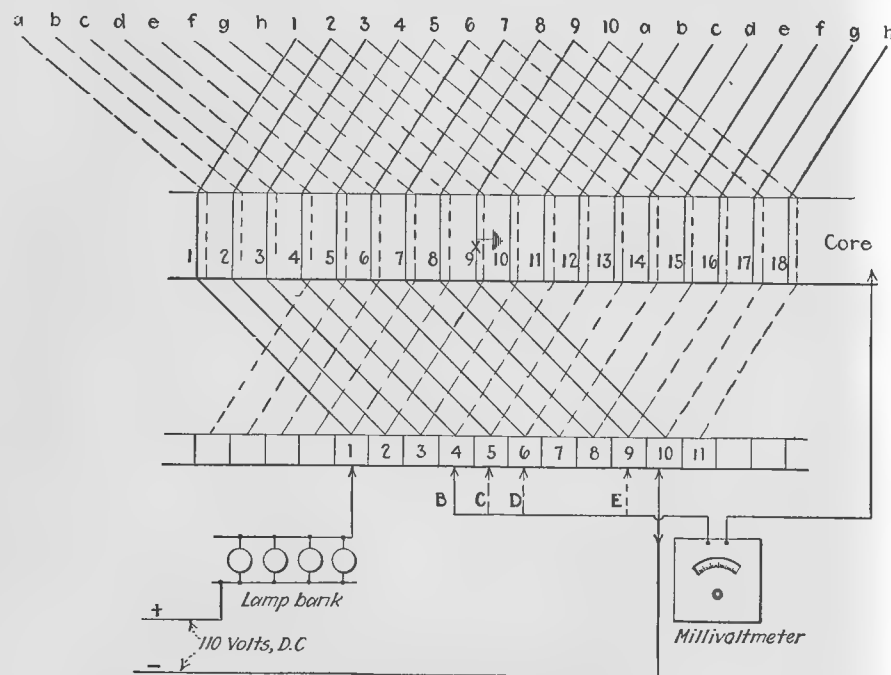 a b c d e f g h 1 2 3 4 5 6 7 8 9 10 a b c d e f g h
X
1 2 3 4 5 6 7 8 9 10 11 12 13 14 15 16 17 18 Core
1 2 3 4 5 6 7 8 9 10 11
B C D E
Lamp bank
+
110 Volts, D.C
Millivoltmeter
−